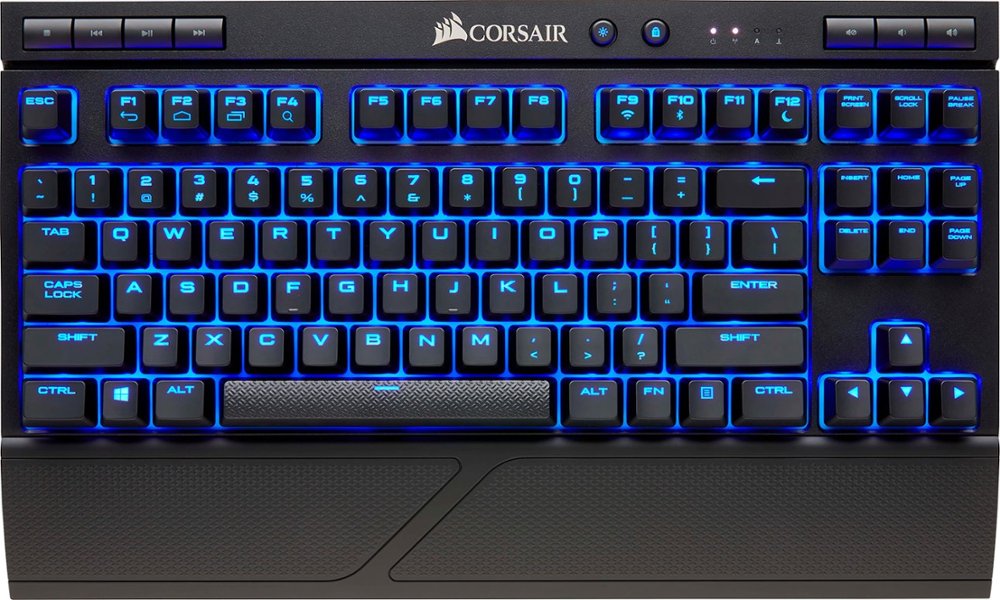 CORSAIR
ESC F1 F2 F3 F4 F5 F6 F7 F8 F9 F10 F11 F12 PRINT SCREEN SCROLL LOCK PAUSE BREAK
` 1 2 3 4 5 6 7 8 9 0 - = INSERT HOME PAGE UP
~ ! @ # $ % ^ & * ( ) _ +
TAB Q W E R T Y U I O P [ ] \ DELETE END PAGE DOWN
{ } |
CAPS LOCK A S D F G H J K L ; ' ENTER
: "
SHIFT Z X C V B N M , . / SHIFT
< > ?
CTRL ALT ALT FN CTRL